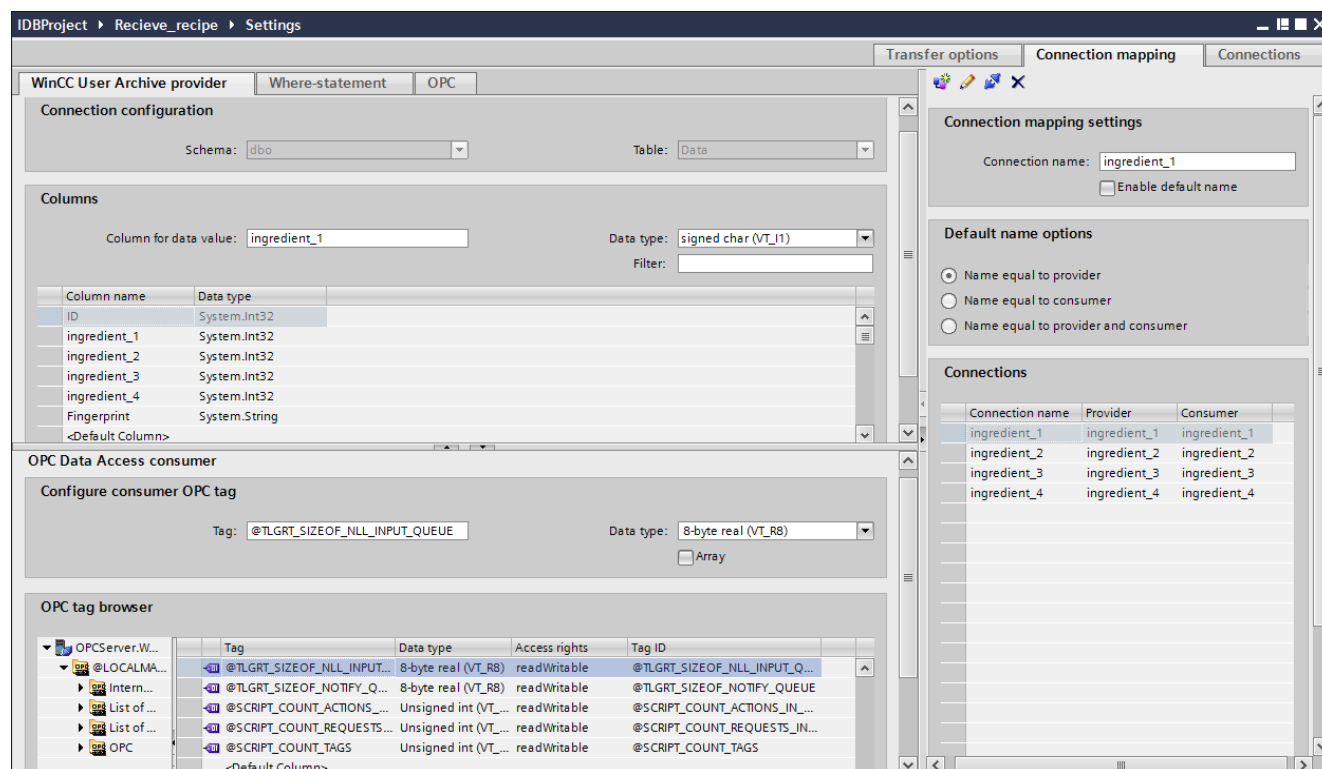 IDBProject ▸ Recieve_recipe ▸ Settings
Transfer options Connection mapping Connections
WinCC User Archive provider Where-statement OPC
Connection configuration
Schema: dbo Table: Data
Columns
Column for data value: ingredient_1 Data type: signed char (VT_I1)
Filter:
Column name Data type
ID System.Int32
ingredient_1 System.Int32
ingredient_2 System.Int32
ingredient_3 System.Int32
ingredient_4 System.Int32
Fingerprint System.String
<Default Column>
OPC Data Access consumer
Configure consumer OPC tag
Tag: @TLGRT_SIZEOF_NLL_INPUT_QUEUE Data type: 8-byte real (VT_R8)
Array
OPC tag browser
OPCServer.W...
@LOCALMA...
Intern...
List of ...
List of ...
OPC
Tag Data type Access rights Tag ID
@TLGRT_SIZEOF_NLL_INPUT... 8-byte real (VT_R8) readWritable @TLGRT_SIZEOF_NLL_INPUT_Q...
@TLGRT_SIZEOF_NOTIFY_Q... 8-byte real (VT_R8) readWritable @TLGRT_SIZEOF_NOTIFY_QUEUE
@SCRIPT_COUNT_ACTIONS_... Unsigned int (VT_... readWritable @SCRIPT_COUNT_ACTIONS_IN_...
@SCRIPT_COUNT_REQUESTS... Unsigned int (VT_... readWritable @SCRIPT_COUNT_REQUESTS_IN...
@SCRIPT_COUNT_TAGS Unsigned int (VT_... readWritable @SCRIPT_COUNT_TAGS
<Default Column>
Connection mapping settings
Connection name: ingredient_1
Enable default name
Default name options
Name equal to provider
Name equal to consumer
Name equal to provider and consumer
Connections
Connection name Provider Consumer
ingredient_1 ingredient_1 ingredient_1
ingredient_2 ingredient_2 ingredient_2
ingredient_3 ingredient_3 ingredient_3
ingredient_4 ingredient_4 ingredient_4